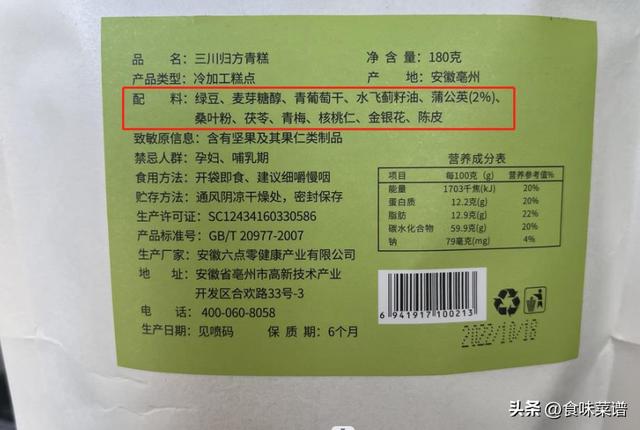 品 名：三川归方青糕 净 含 量：180克
产品类型：冷加工糕点 产 地：安徽亳州
配 料：绿豆、麦芽糖醇、青葡萄干、水飞蓟籽油、蒲公英(2%)、
桑叶粉、茯苓、青梅、核桃仁、金银花、陈皮
致敏原信息：含有坚果及其果仁类制品
禁忌人群：孕妇、哺乳期
食用方法：开袋即食、建议细嚼慢咽
贮存方法：通风阴凉干燥处，密封保存
生产许可证：SC12434160330586
产品标准号：GB/T 20977-2007
生产厂家：安徽六点零健康产业有限公司
地 址：安徽省亳州市高新技术产业
开发区合欢路33号-3
电 话：400-060-8058
生产日期：见喷码 保 质 期：6个月
营养成分表
项目 每100克(g) 营养参考值%
能量 1703千焦(kJ) 20%
蛋白质 12.2克(g) 20%
脂肪 12.9克(g) 22%
碳水化合物 59.9克(g) 20%
钠 79毫克(mg) 4%
6 941917 100213
2022/10/16
头条 @食味菜谱